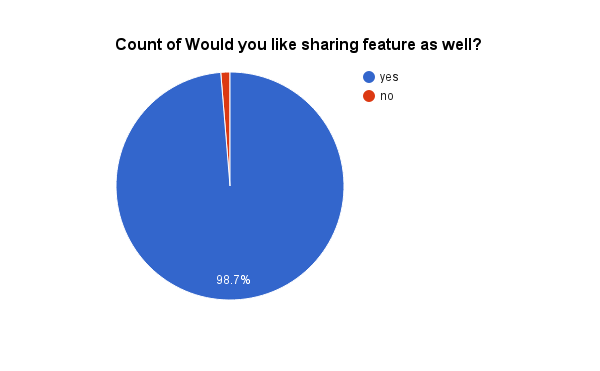 Count of Would you like sharing feature as well?
yes
no
98.7%